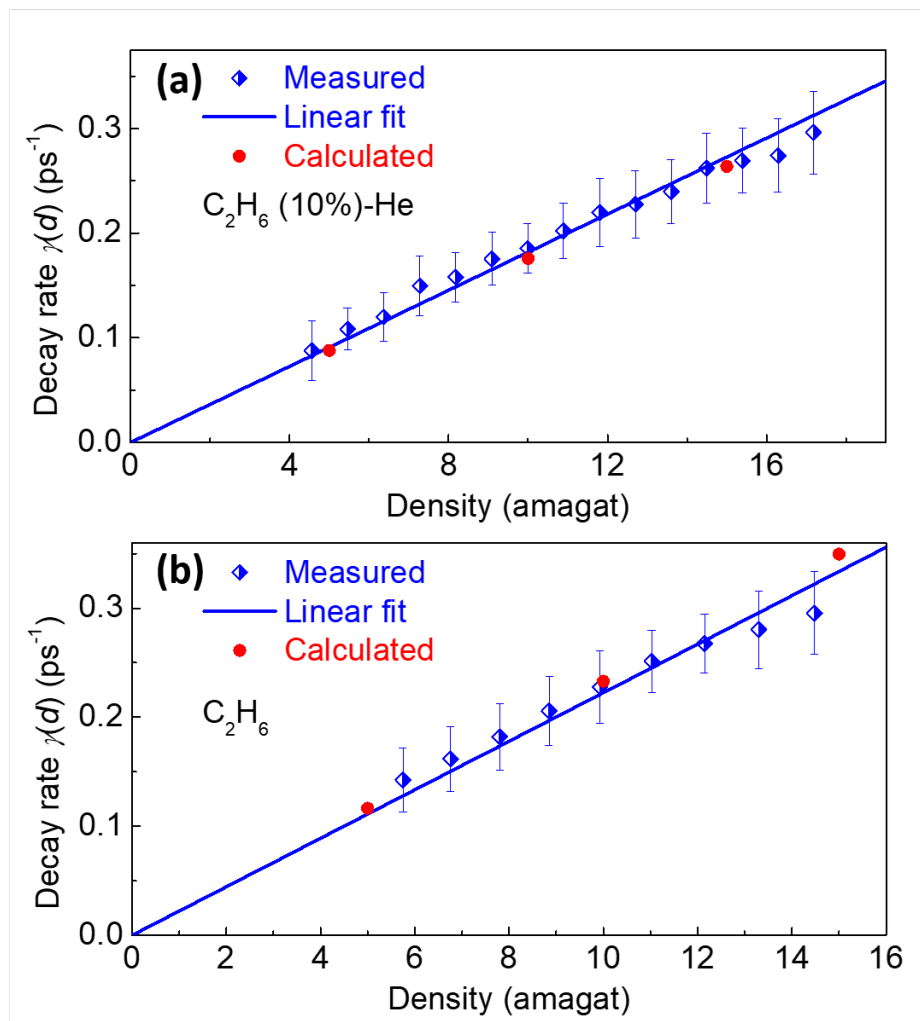 (a)
Measured
Linear fit
Calculated
C₂H₆ (10%)-He
Decay rate γ(d) (ps⁻¹)
0.3
0.2
0.1
0.0
0 4 8 12 16
Density (amagat)
(b)
Measured
Linear fit
Calculated
C₂H₆
Decay rate γ(d) (ps⁻¹)
0.3
0.2
0.1
0.0
0 2 4 6 8 10 12 14 16
Density (amagat)